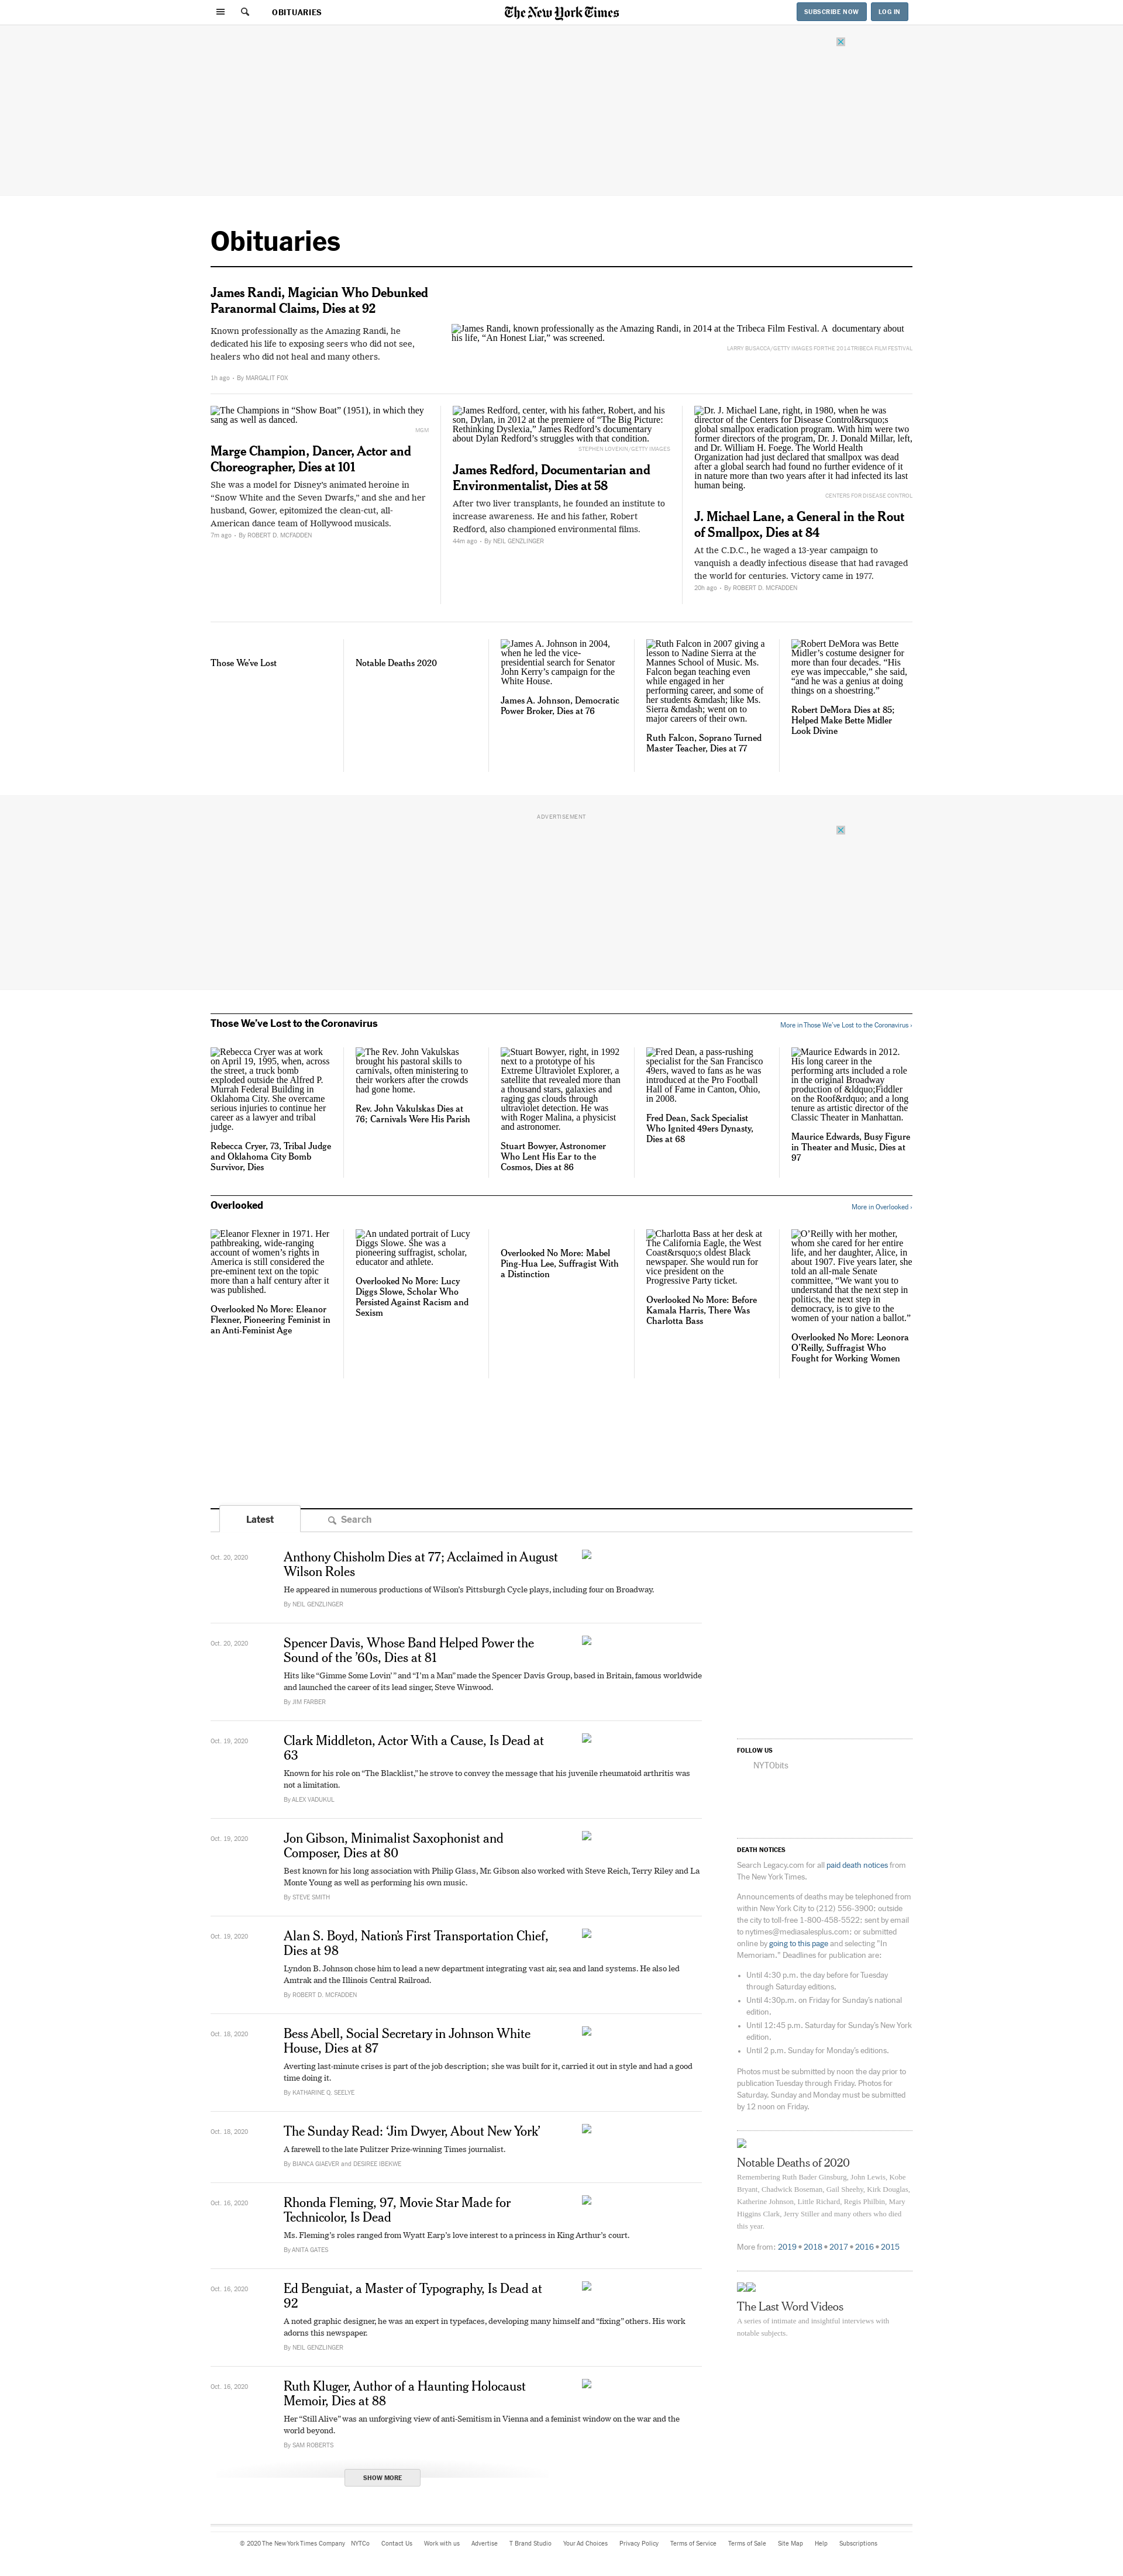 OBITUARIES
The New York Times
SUBSCRIBE NOW
LOG IN
Obituaries
James Randi, Magician Who Debunked
Paranormal Claims, Dies at 92
Known professionally as the Amazing Randi, he
dedicated his life to exposing seers who did not see,
healers who did not heal and many others.
1h ago - By MARGALIT FOX
James Randi, known professionally as the Amazing Randi, in 2014 at the Tribeca Film Festival. A documentary about
his life, “An Honest Liar,” was screened.
LARRY BUSACCA/GETTY IMAGES FOR THE 2014 TRIBECA FILM FESTIVAL
The Champions in “Show Boat” (1951), in which they
sang as well as danced.
MGM
Marge Champion, Dancer, Actor and
Choreographer, Dies at 101
She was a model for Disney’s animated heroine in
“Snow White and the Seven Dwarfs,” and she and her
husband, Gower, epitomized the clean-cut, all-
American dance team of Hollywood musicals.
7m ago - By ROBERT D. MCFADDEN
James Redford, center, with his father, Robert, and his
son, Dylan, in 2012 at the premiere of “The Big Picture:
Rethinking Dyslexia,” James Redford’s documentary
about Dylan Redford’s struggles with that condition.
STEPHEN LOVEKIN/GETTY IMAGES
James Redford, Documentarian and
Environmentalist, Dies at 58
After two liver transplants, he founded an institute to
increase awareness. He and his father, Robert
Redford, also championed environmental films.
44m ago - By NEIL GENZLINGER
Dr. J. Michael Lane, right, in 1980, when he was
director of the Centers for Disease Control&rsquo;s
global smallpox eradication program. With him were two
former directors of the program, Dr. J. Donald Millar, left,
and Dr. William H. Foege. The World Health
Organization had just declared that smallpox was dead
after a global search had found no further evidence of it
in nature more than two years after it had infected its last
human being.
CENTERS FOR DISEASE CONTROL
J. Michael Lane, a General in the Rout
of Smallpox, Dies at 84
At the C.D.C., he waged a 13-year campaign to
vanquish a deadly infectious disease that had ravaged
the world for centuries. Victory came in 1977.
20h ago - By ROBERT D. MCFADDEN
Those We’ve Lost
Notable Deaths 2020
James A. Johnson in 2004,
when he led the vice-
presidential search for Senator
John Kerry’s campaign for the
White House.
James A. Johnson, Democratic
Power Broker, Dies at 76
Ruth Falcon in 2007 giving a
lesson to Nadine Sierra at the
Mannes School of Music. Ms.
Falcon began teaching even
while engaged in her
performing career, and some of
her students &mdash; like Ms.
Sierra &mdash; went on to
major careers of their own.
Ruth Falcon, Soprano Turned
Master Teacher, Dies at 77
Robert DeMora was Bette
Midler’s costume designer for
more than four decades. “His
eye was impeccable,” she said,
“and he was a genius at doing
things on a shoestring.”
Robert DeMora Dies at 85;
Helped Make Bette Midler
Look Divine
ADVERTISEMENT
Those We’ve Lost to the Coronavirus
More in Those We’ve Lost to the Coronavirus ›
Rebecca Cryer was at work
on April 19, 1995, when, across
the street, a truck bomb
exploded outside the Alfred P.
Murrah Federal Building in
Oklahoma City. She overcame
serious injuries to continue her
career as a lawyer and tribal
judge.
Rebecca Cryer, 73, Tribal Judge
and Oklahoma City Bomb
Survivor, Dies
The Rev. John Vakulskas
brought his pastoral skills to
carnivals, often ministering to
their workers after the crowds
had gone home.
Rev. John Vakulskas Dies at
76; Carnivals Were His Parish
Stuart Bowyer, right, in 1992
next to a prototype of his
Extreme Ultraviolet Explorer, a
satellite that revealed more than
a thousand stars, galaxies and
raging gas clouds through
ultraviolet detection. He was
with Roger Malina, a physicist
and astronomer.
Stuart Bowyer, Astronomer
Who Lent His Ear to the
Cosmos, Dies at 86
Fred Dean, a pass-rushing
specialist for the San Francisco
49ers, waved to fans as he was
introduced at the Pro Football
Hall of Fame in Canton, Ohio,
in 2008.
Fred Dean, Sack Specialist
Who Ignited 49ers Dynasty,
Dies at 68
Maurice Edwards in 2012.
His long career in the
performing arts included a role
in the original Broadway
production of &ldquo;Fiddler
on the Roof&rdquo; and a long
tenure as artistic director of the
Classic Theater in Manhattan.
Maurice Edwards, Busy Figure
in Theater and Music, Dies at
97
Overlooked
More in Overlooked ›
Eleanor Flexner in 1971. Her
pathbreaking, wide-ranging
account of women’s rights in
America is still considered the
pre-eminent text on the topic
more than a half century after it
was published.
Overlooked No More: Eleanor
Flexner, Pioneering Feminist in
an Anti-Feminist Age
An undated portrait of Lucy
Diggs Slowe. She was a
pioneering suffragist, scholar,
educator and athlete.
Overlooked No More: Lucy
Diggs Slowe, Scholar Who
Persisted Against Racism and
Sexism
Overlooked No More: Mabel
Ping-Hua Lee, Suffragist With
a Distinction
Charlotta Bass at her desk at
The California Eagle, the West
Coast&rsquo;s oldest Black
newspaper. She would run for
vice president on the
Progressive Party ticket.
Overlooked No More: Before
Kamala Harris, There Was
Charlotta Bass
O’Reilly with her mother,
whom she cared for her entire
life, and her daughter, Alice, in
about 1907. Five years later, she
told an all-male Senate
committee, “We want you to
understand that the next step in
politics, the next step in
democracy, is to give to the
women of your nation a ballot.”
Overlooked No More: Leonora
O’Reilly, Suffragist Who
Fought for Working Women
Latest
Search
Oct. 20, 2020
Anthony Chisholm Dies at 77; Acclaimed in August
Wilson Roles
He appeared in numerous productions of Wilson’s Pittsburgh Cycle plays, including four on Broadway.
By NEIL GENZLINGER
Oct. 20, 2020
Spencer Davis, Whose Band Helped Power the
Sound of the ’60s, Dies at 81
Hits like “Gimme Some Lovin’ ” and “I’m a Man” made the Spencer Davis Group, based in Britain, famous worldwide
and launched the career of its lead singer, Steve Winwood.
By JIM FARBER
Oct. 19, 2020
Clark Middleton, Actor With a Cause, Is Dead at
63
Known for his role on “The Blacklist,” he strove to convey the message that his juvenile rheumatoid arthritis was
not a limitation.
By ALEX VADUKUL
Oct. 19, 2020
Jon Gibson, Minimalist Saxophonist and
Composer, Dies at 80
Best known for his long association with Philip Glass, Mr. Gibson also worked with Steve Reich, Terry Riley and La
Monte Young as well as performing his own music.
By STEVE SMITH
Oct. 19, 2020
Alan S. Boyd, Nation’s First Transportation Chief,
Dies at 98
Lyndon B. Johnson chose him to lead a new department integrating vast air, sea and land systems. He also led
Amtrak and the Illinois Central Railroad.
By ROBERT D. MCFADDEN
Oct. 18, 2020
Bess Abell, Social Secretary in Johnson White
House, Dies at 87
Averting last-minute crises is part of the job description; she was built for it, carried it out in style and had a good
time doing it.
By KATHARINE Q. SEELYE
Oct. 18, 2020
The Sunday Read: ‘Jim Dwyer, About New York’
A farewell to the late Pulitzer Prize-winning Times journalist.
By BIANCA GIAEVER and DESIREE IBEKWE
Oct. 16, 2020
Rhonda Fleming, 97, Movie Star Made for
Technicolor, Is Dead
Ms. Fleming’s roles ranged from Wyatt Earp’s love interest to a princess in King Arthur’s court.
By ANITA GATES
Oct. 16, 2020
Ed Benguiat, a Master of Typography, Is Dead at
92
A noted graphic designer, he was an expert in typefaces, developing many himself and “fixing” others. His work
adorns this newspaper.
By NEIL GENZLINGER
Oct. 16, 2020
Ruth Kluger, Author of a Haunting Holocaust
Memoir, Dies at 88
Her “Still Alive” was an unforgiving view of anti-Semitism in Vienna and a feminist window on the war and the
world beyond.
By SAM ROBERTS
SHOW MORE
FOLLOW US
NYTObits
DEATH NOTICES
Search Legacy.com for all paid death notices from
The New York Times.
Announcements of deaths may be telephoned from
within New York City to (212) 556-3900: outside
the city to toll-free 1-800-458-5522: sent by email
to nytimes@mediasalesplus.com: or submitted
online by going to this page and selecting "In
Memoriam." Deadlines for publication are:
• Until 4:30 p.m. the day before for Tuesday
through Saturday editions.
• Until 4:30p.m. on Friday for Sunday’s national
edition.
• Until 12:45 p.m. Saturday for Sunday’s New York
edition.
• Until 2 p.m. Sunday for Monday’s editions.
Photos must be submitted by noon the day prior to
publication Tuesday through Friday. Photos for
Saturday, Sunday and Monday must be submitted
by 12 noon on Friday.
Notable Deaths of 2020
Remembering Ruth Bader Ginsburg, John Lewis, Kobe
Bryant, Chadwick Boseman, Gail Sheehy, Kirk Douglas,
Katherine Johnson, Little Richard, Regis Philbin, Mary
Higgins Clark, Jerry Stiller and many others who died
this year.
More from: 2019 • 2018 • 2017 • 2016 • 2015
The Last Word Videos
A series of intimate and insightful interviews with
notable subjects.
© 2020 The New York Times Company NYTCo Contact Us Work with us Advertise T Brand Studio Your Ad Choices Privacy Policy Terms of Service Terms of Sale Site Map Help Subscriptions